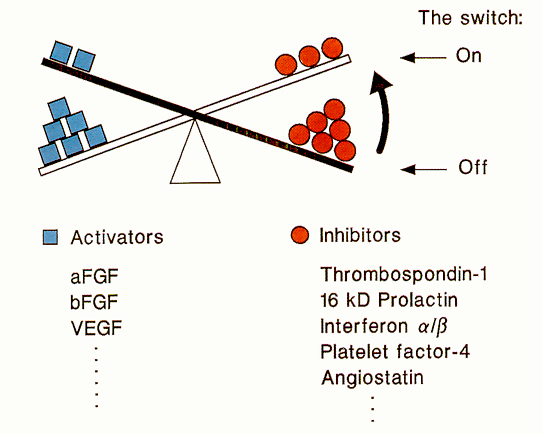 The switch:
On
Off
Activators
aFGF
bFGF
VEGF
Inhibitors
Thrombospondin-1
16 kD Prolactin
Interferon α/β
Platelet factor-4
Angiostatin